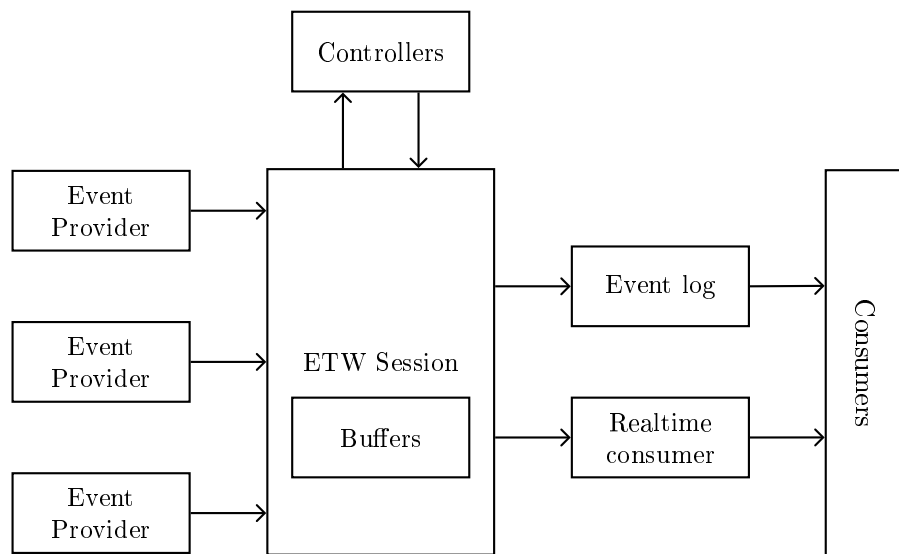 Controllers
Event
Provider
Event
Provider
Event
Provider
ETW Session
Buffers
Event log
Realtime
consumer
Consumers